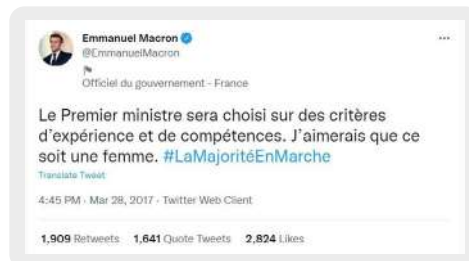 Emmanuel Macron
@EmmanuelMacron
Officiel du gouvernement - France
Le Premier ministre sera choisi sur des critères
d'expérience et de compétences. J'aimerais que ce
soit une femme. #LaMajoritéEnMarche
Translate Tweet
4:45 PM · Mar 28, 2017 · Twitter Web Client
1,909 Retweets 1,641 Quote Tweets 2,824 Likes